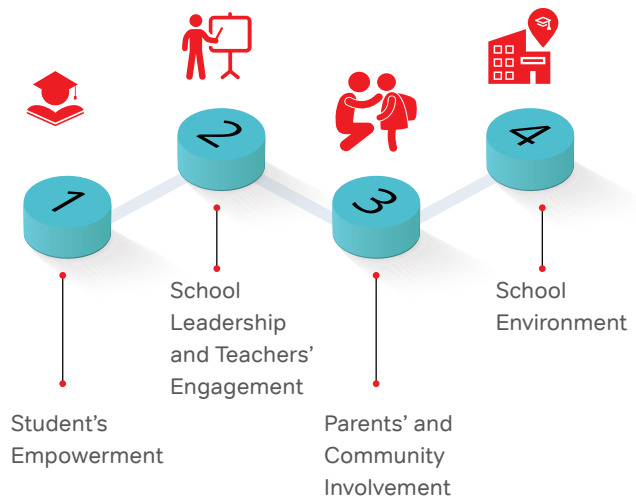 1
Student's
Empowerment
2
School
Leadership
and Teachers’
Engagement
3
Parents’ and
Community
Involvement
4
School
Environment